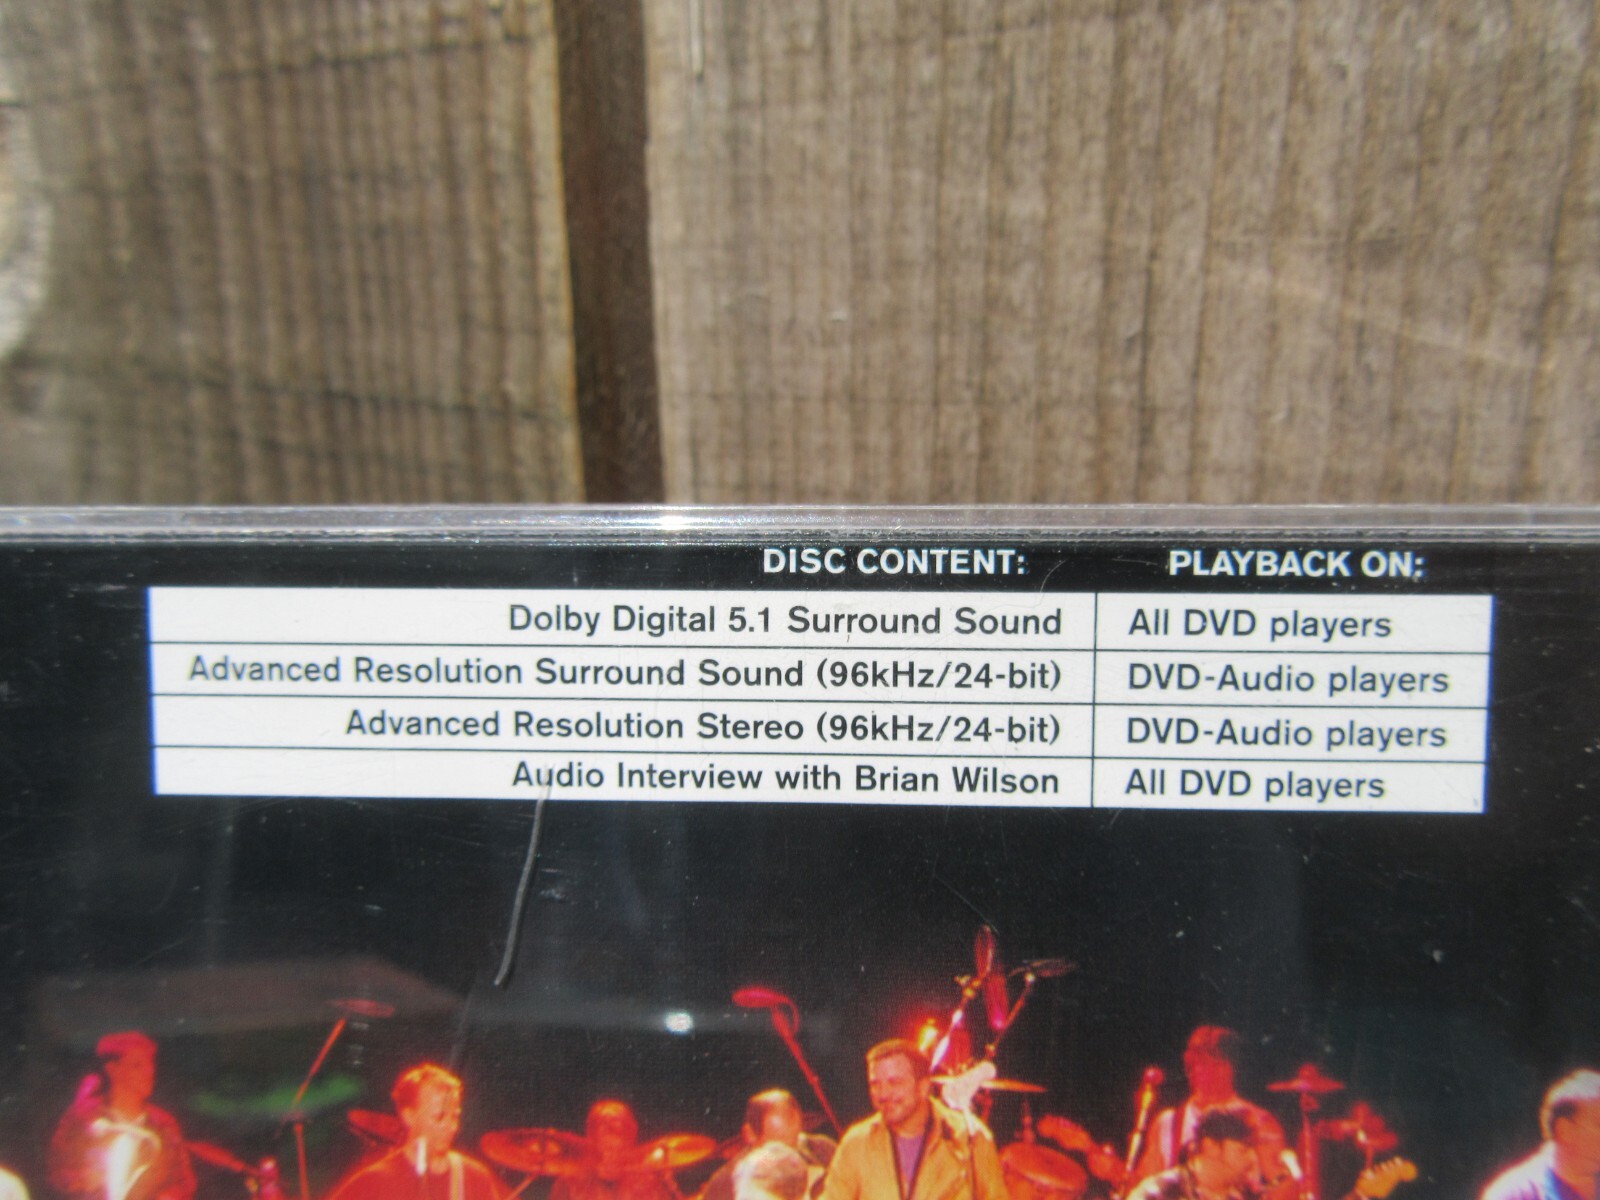 DISC CONTENT: PLAYBACK ON:
Dolby Digital 5.1 Surround Sound All DVD players
Advanced Resolution Surround Sound (96kHz/24-bit) DVD-Audio players
Advanced Resolution Stereo (96kHz/24-bit) DVD-Audio players
Audio Interview with Brian Wilson All DVD players